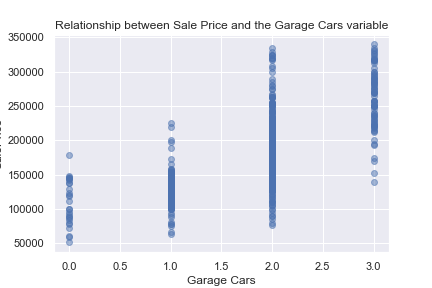 Relationship between Sale Price and the Garage Cars variable
350000
300000
250000
200000
150000
100000
50000
0.0 0.5 1.0 1.5 2.0 2.5 3.0
Garage Cars